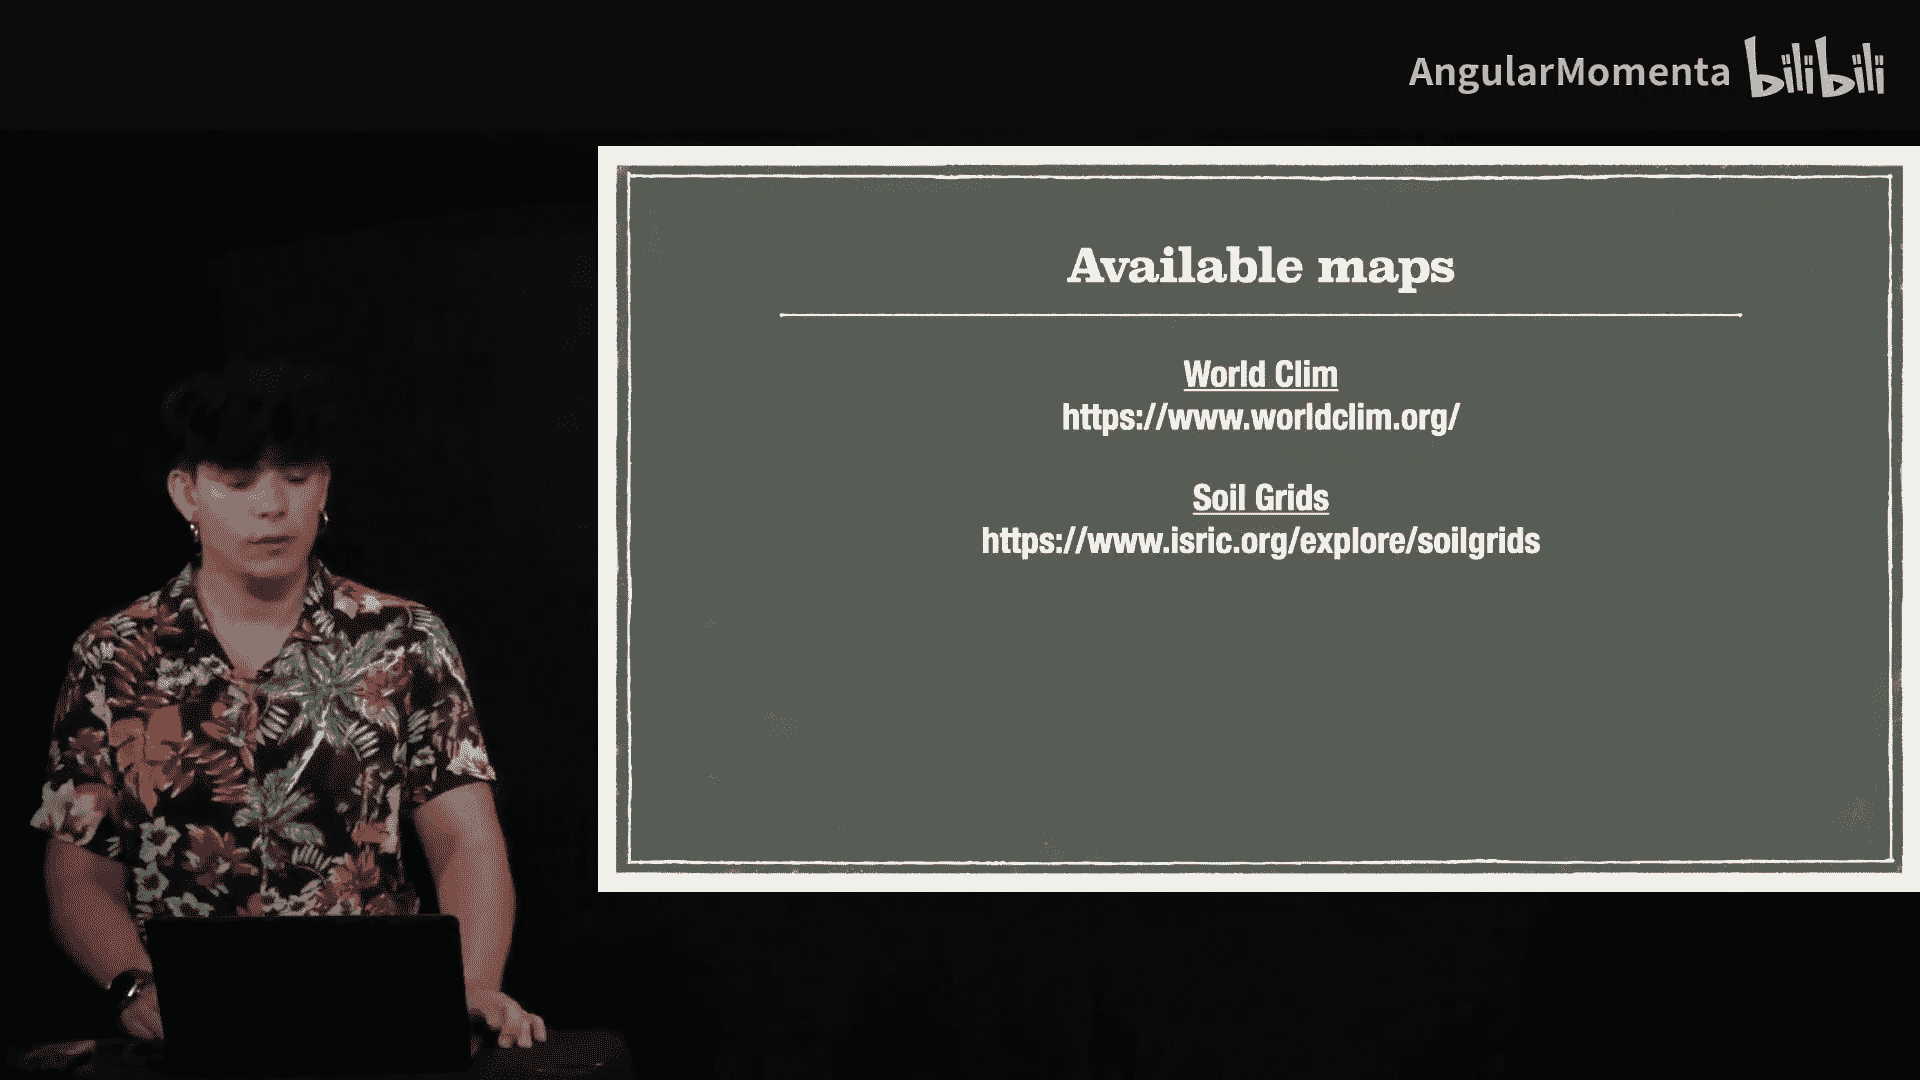 AngularMomenta bilibili
Available maps
World Clim
https://www.worldclim.org/
Soil Grids
https://www.isric.org/explore/soilgrids